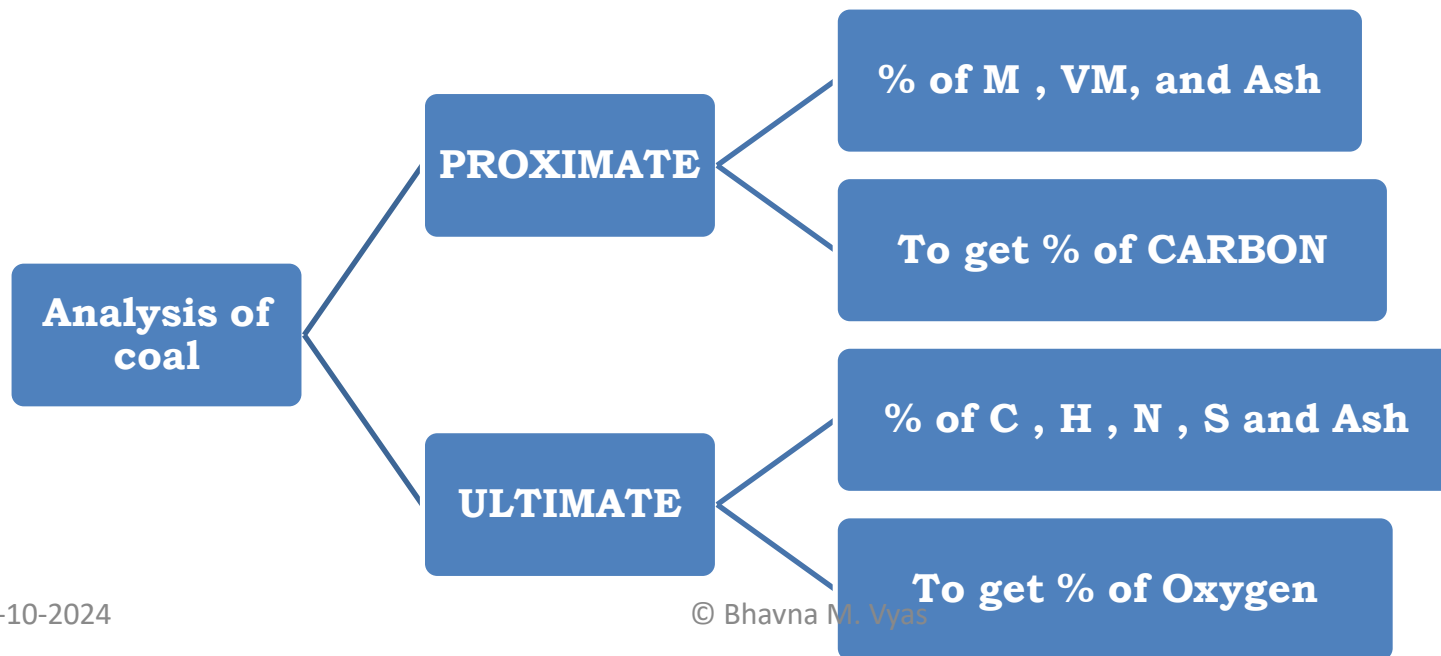 % of M , VM, and Ash
PROXIMATE
To get % of CARBON
Analysis of
coal
% of C , H , N , S and Ash
ULTIMATE
To get % of Oxygen
-10-2024
© Bhavna M. Vyas